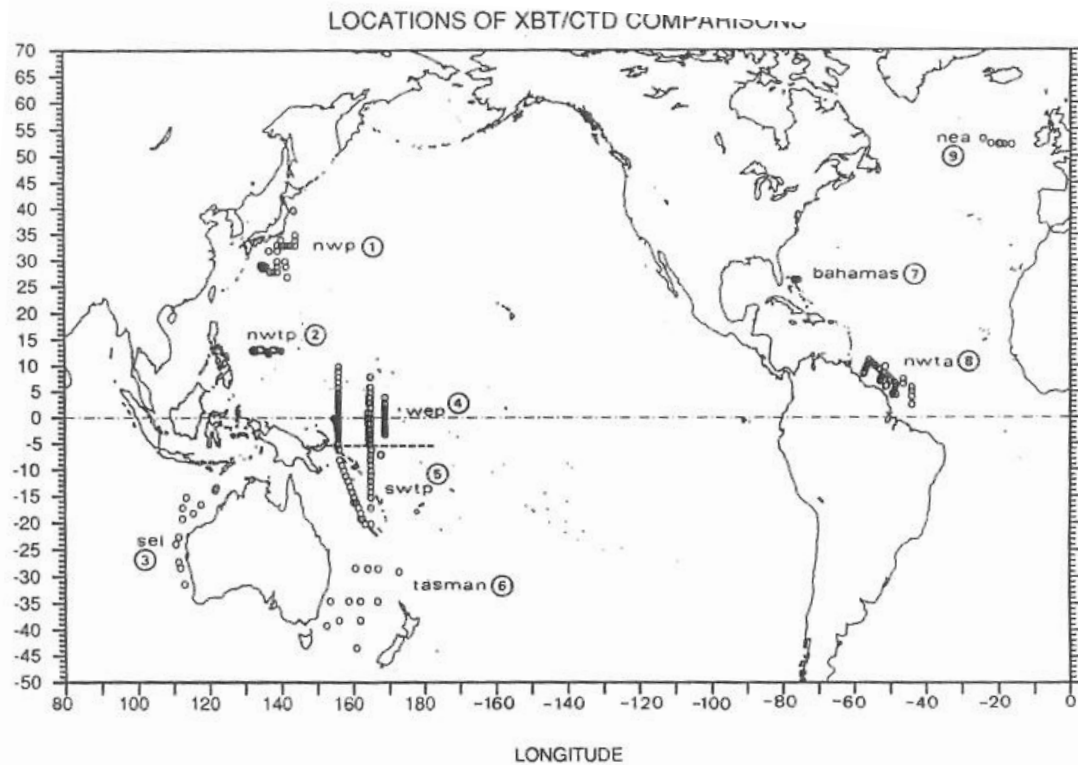 LOCATIONS OF XBT/CTD COMPARISONS
70
65
60
55
50
45
40
35
30
25
20
15
10
5
0
-5
-10
-15
-20
-25
-30
-35
-40
-45
-50
nea
9
nwp 1
bahamas 7
nwtp 2
nwta 8
wep 4
5
swtp
sei
3
tasman 6
80 100 120 140 160 180 -160 -140 -120 -100 -80 -60 -40 -20 0
LONGITUDE